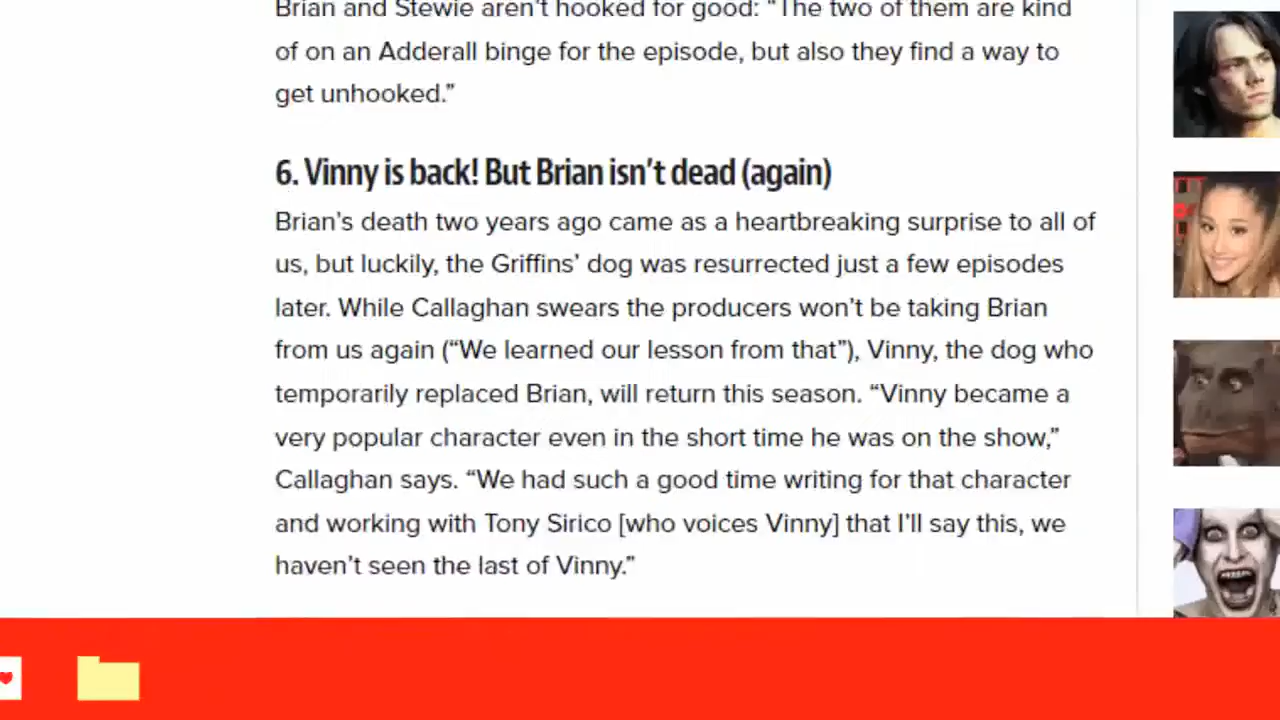 Brian and Stewie aren't hooked for good: “The two of them are kind
of on an Adderall binge for the episode, but also they find a way to
get unhooked.”
6. Vinny is back! But Brian isn't dead (again)
Brian's death two years ago came as a heartbreaking surprise to all of
us, but luckily, the Griffins' dog was resurrected just a few episodes
later. While Callaghan swears the producers won't be taking Brian
from us again (“We learned our lesson from that”), Vinny, the dog who
temporarily replaced Brian, will return this season. “Vinny became a
very popular character even in the short time he was on the show,”
Callaghan says. “We had such a good time writing for that character
and working with Tony Sirico [who voices Vinny] that I'll say this, we
haven't seen the last of Vinny.”